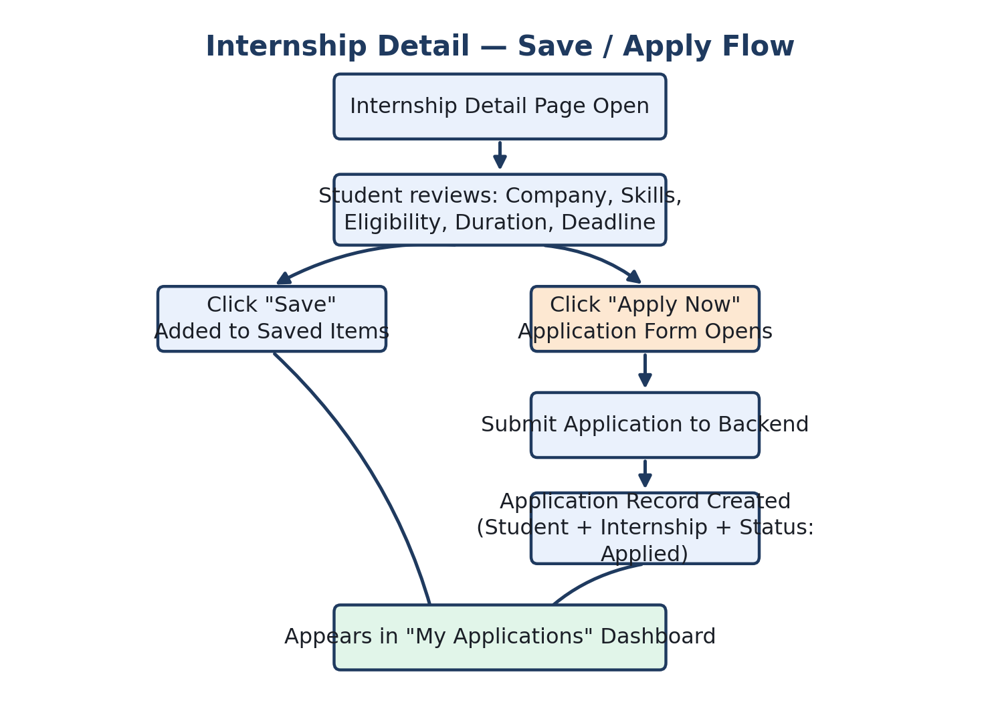 Internship Detail — Save / Apply Flow
Internship Detail Page Open
Student reviews: Company, Skills,
Eligibility, Duration, Deadline
Click "Save"
Added to Saved Items
Click "Apply Now"
Application Form Opens
Submit Application to Backend
Application Record Created
(Student + Internship + Status:
Applied)
Appears in "My Applications" Dashboard